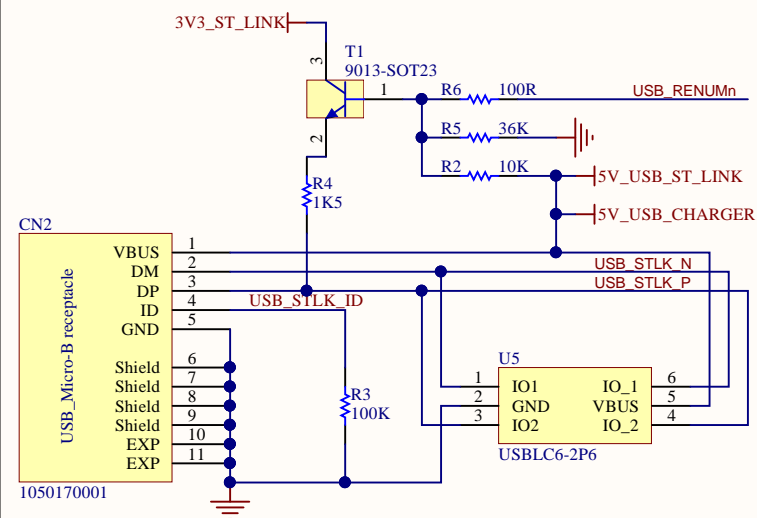 3V3_ST_LINK
T1
9013-SOT23
3
1
2
R6 100R
USB_RENUMn
R5 36K
R2 10K
5V_USB_ST_LINK
5V_USB_CHARGER
R4
1K5
CN2
USB_Micro-B receptacle
VBUS 1
DM 2
DP 3
ID 4
GND 5
Shield 6
Shield 7
Shield 8
Shield 9
EXP 10
EXP 11
1050170001
USB_STLK_N
USB_STLK_P
USB_STLK_ID
R3
100K
U5
1 IO1 IO_1 6
2 GND VBUS 5
3 IO2 IO_2 4
USBLC6-2P6